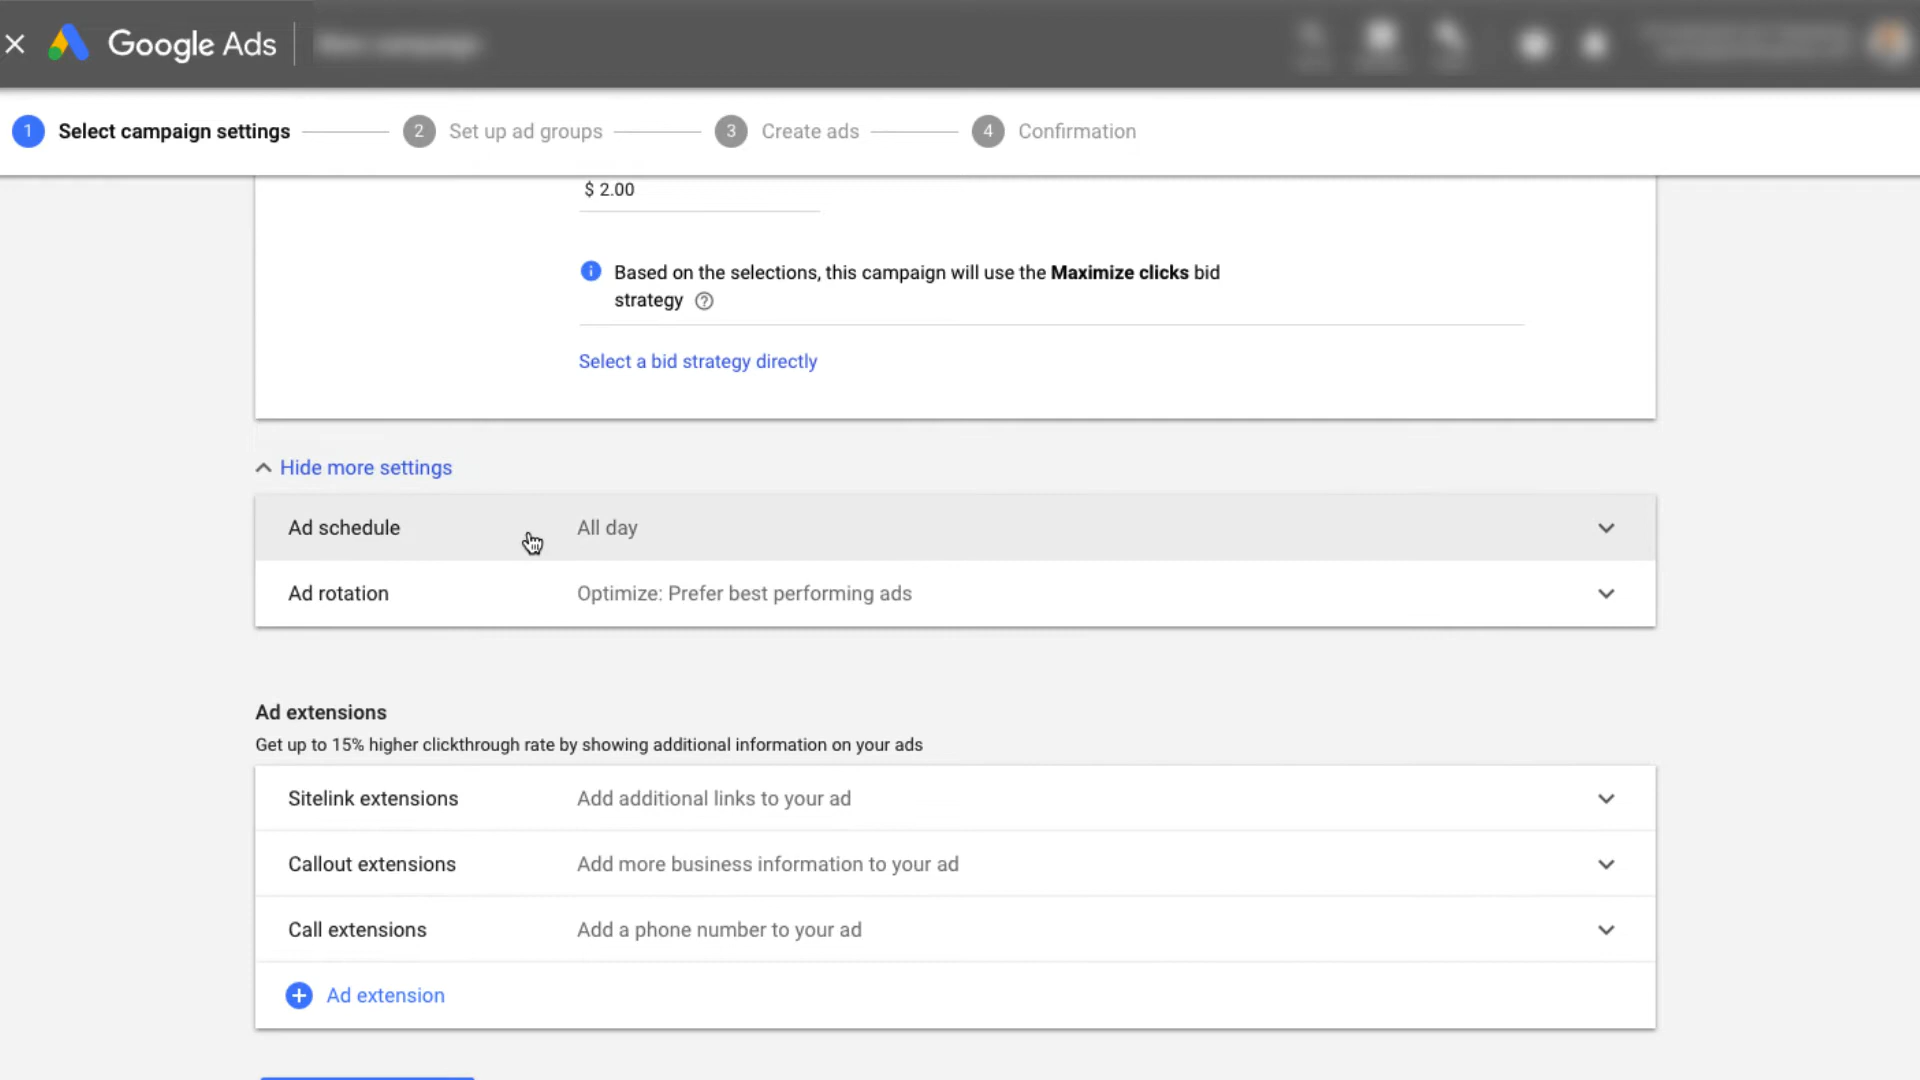 Google Ads
1 Select campaign settings 2 Set up ad groups 3 Create ads 4 Confirmation
$ 2.00
Based on the selections, this campaign will use the Maximize clicks bid
strategy
Select a bid strategy directly
Hide more settings
Ad schedule All day
Ad rotation Optimize: Prefer best performing ads
Ad extensions
Get up to 15% higher clickthrough rate by showing additional information on your ads
Sitelink extensions Add additional links to your ad
Callout extensions Add more business information to your ad
Call extensions Add a phone number to your ad
Ad extension